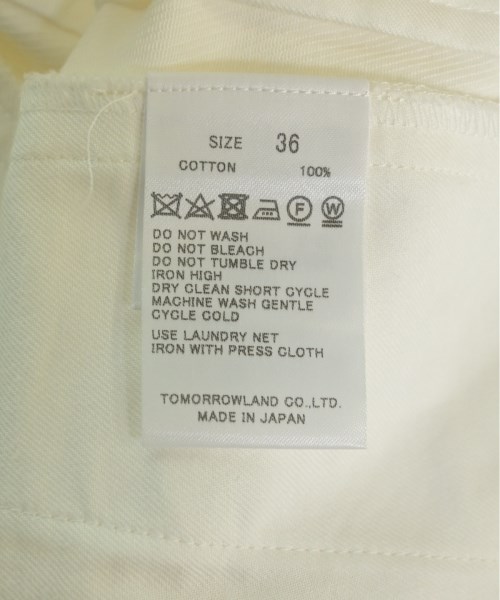 SIZE 36
COTTON 100%
F W
DO NOT WASH
DO NOT BLEACH
DO NOT TUMBLE DRY
IRON HIGH
DRY CLEAN SHORT CYCLE
MACHINE WASH GENTLE
CYCLE COLD
USE LAUNDRY NET
IRON WITH PRESS CLOTH
TOMORROWLAND CO.,LTD.
MADE IN JAPAN